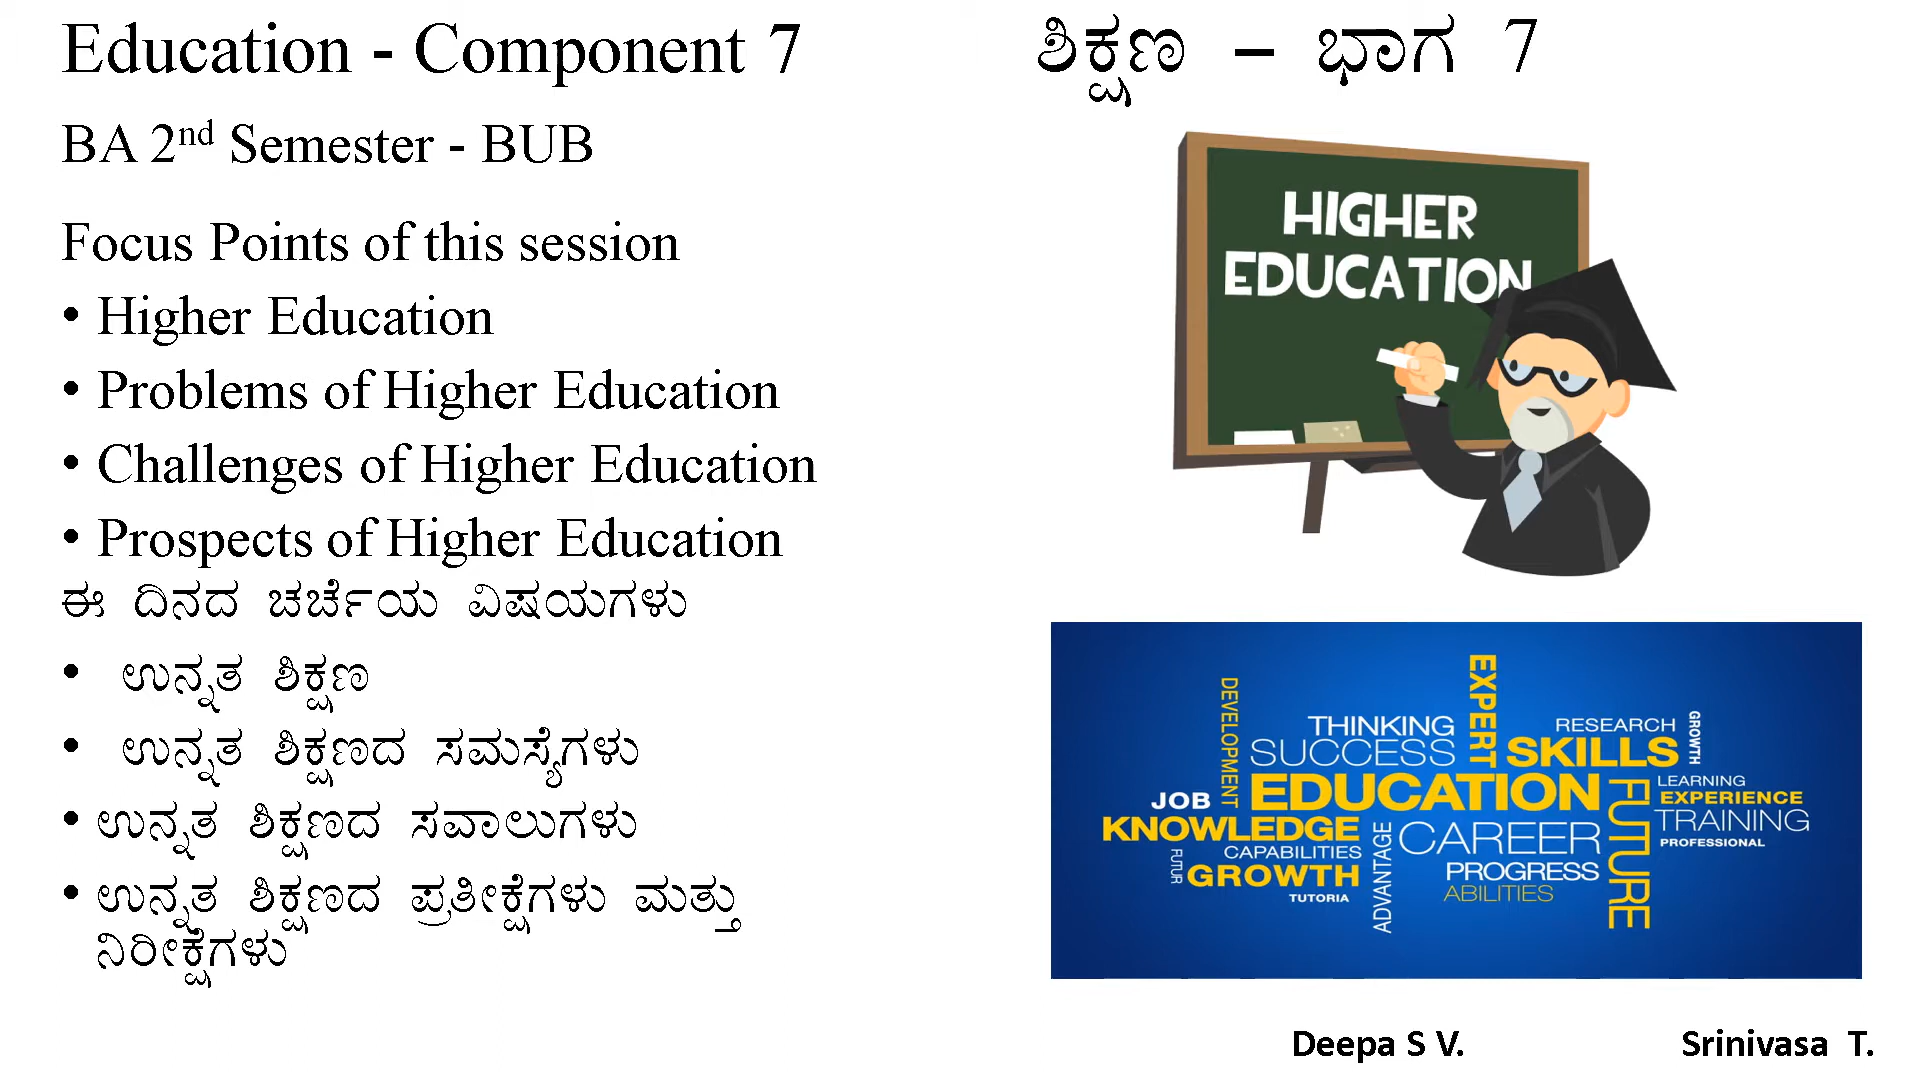 Education - Component 7
ಶಿಕ್ಷಣ – ಭಾಗ 7
BA 2nd Semester - BUB
Focus Points of this session
• Higher Education
• Problems of Higher Education
• Challenges of Higher Education
• Prospects of Higher Education
ಈ ದಿನದ ಚರ್ಚೆಯ ವಿಷಯಗಳು
• ಉನ್ನತ ಶಿಕ್ಷಣ
• ಉನ್ನತ ಶಿಕ್ಷಣದ ಸಮಸ್ಯೆಗಳು
• ಉನ್ನತ ಶಿಕ್ಷಣದ ಸವಾಲುಗಳು
• ಉನ್ನತ ಶಿಕ್ಷಣದ ಪ್ರತೀಕ್ಷೆಗಳು ಮತ್ತು
ನಿರೀಕ್ಷೆಗಳು
HIGHER
EDUCATION
DEVELOPMENT
THINKING
SUCCESS
EXPERT
RESEARCH
GROWTH
SKILLS
EDUCATION
LEARNING
JOB
EXPERIENCE
KNOWLEDGE
CAREER
FUTURE
TRAINING
CAPABILITIES
ADVANTAGE
PROFESSIONAL
FUTUR
GROWTH
PROGRESS
TUTORIA
ABILITIES
Deepa S V.
Srinivasa T.